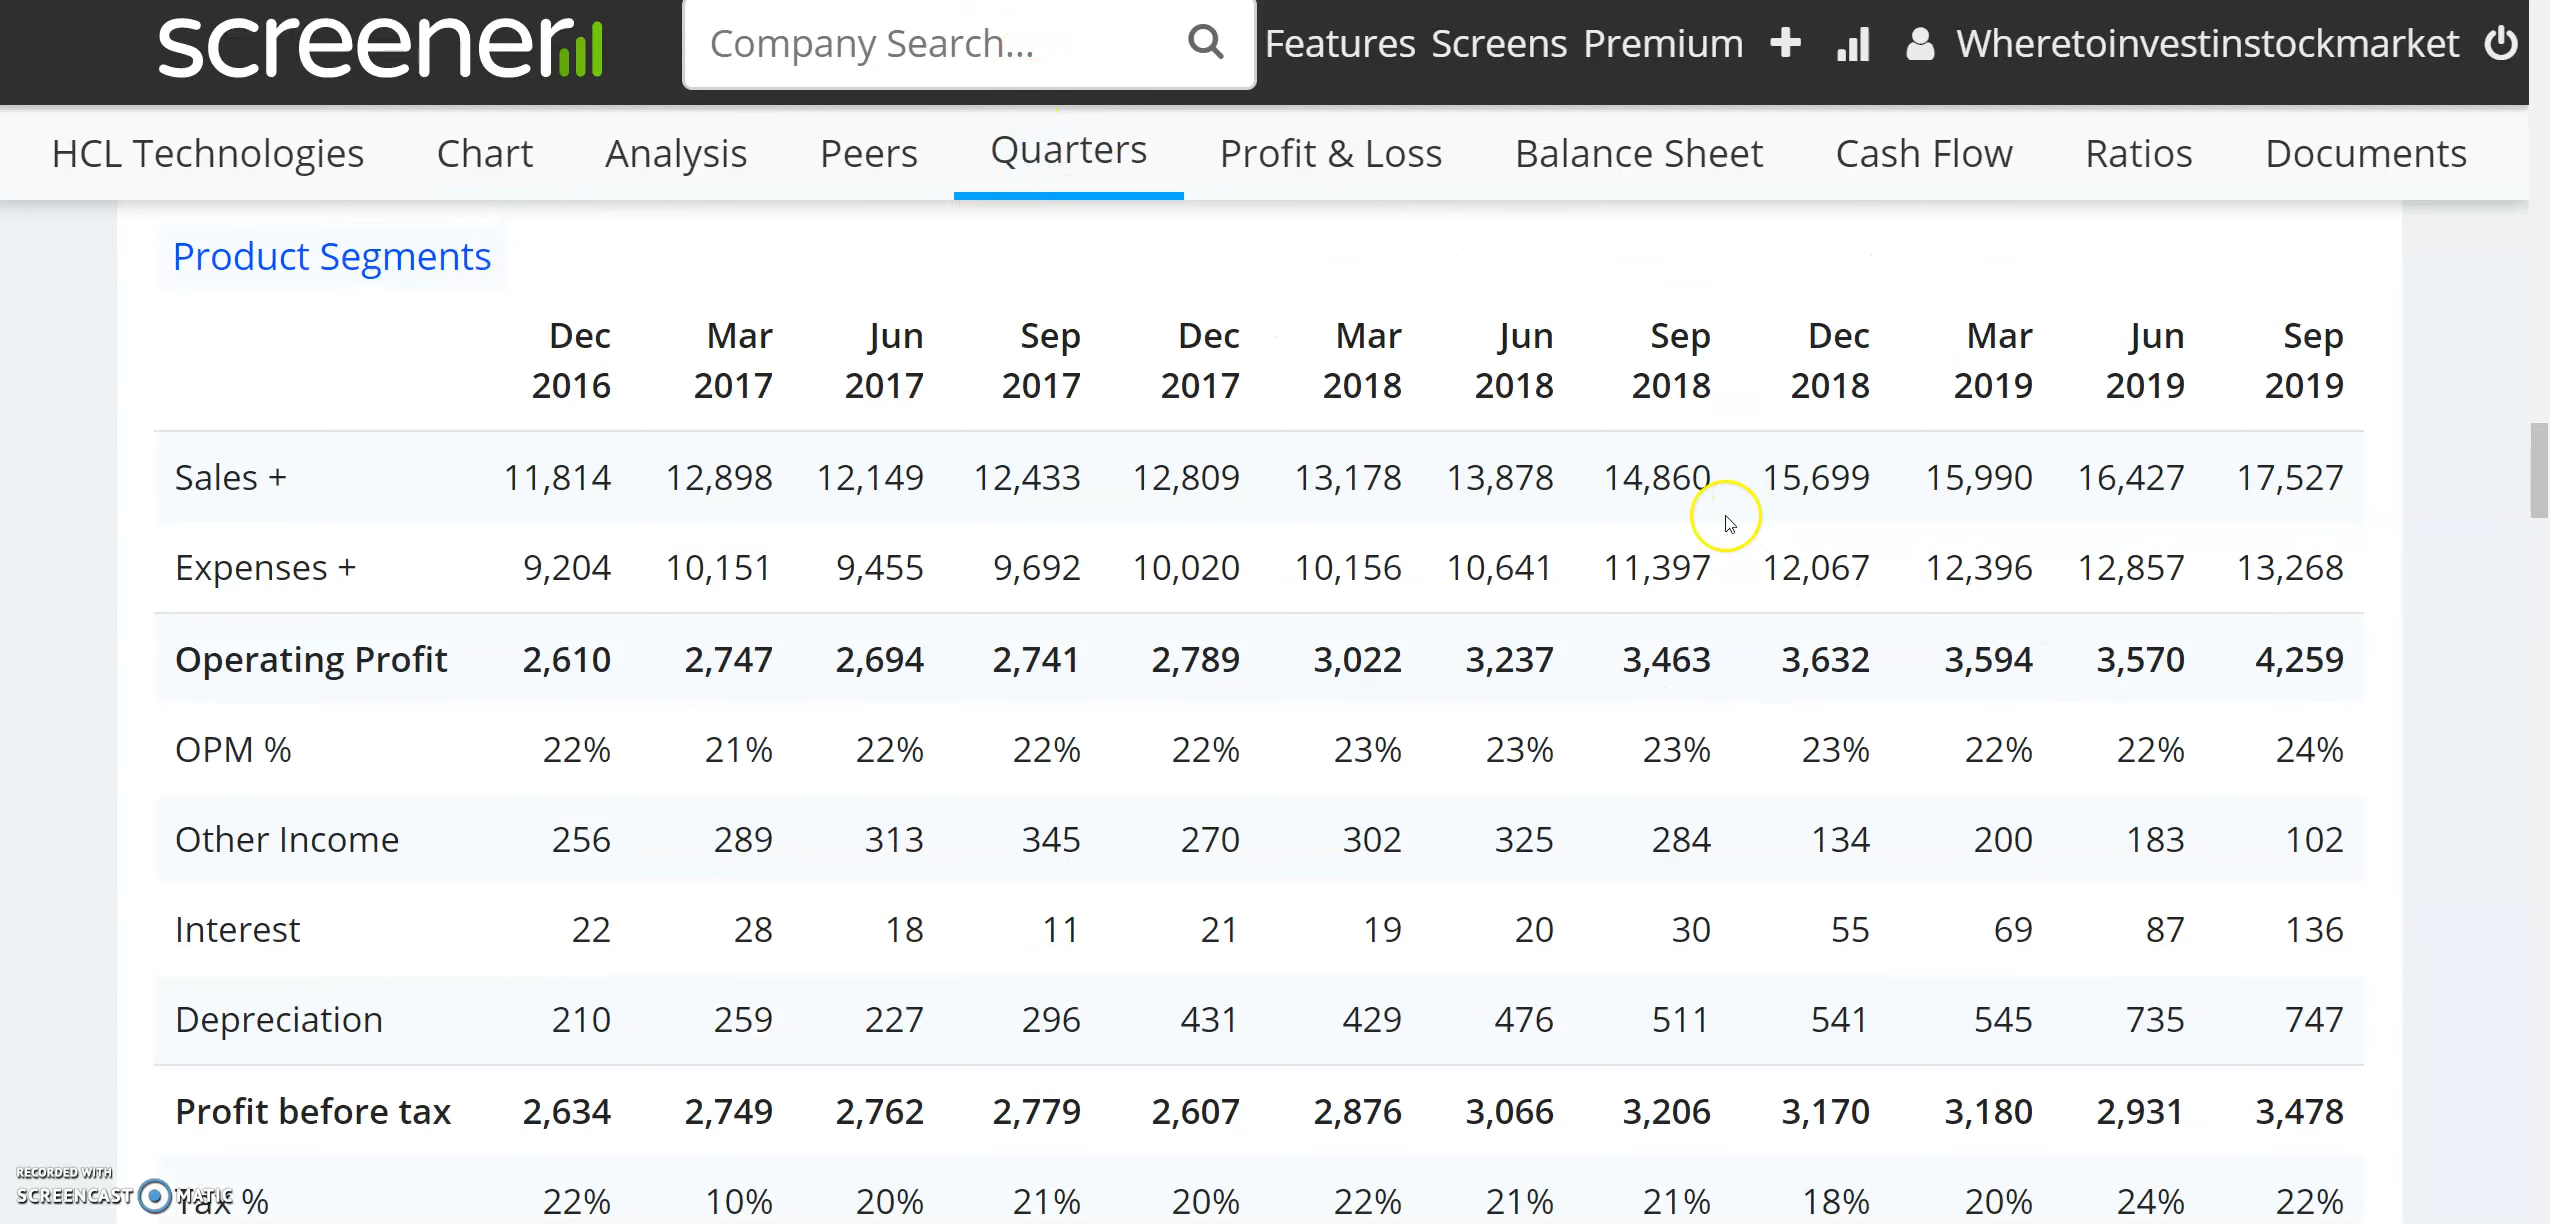 screener Company Search... Features Screens Premium Wheretoinvestinstockmarket
HCL Technologies Chart Analysis Peers Quarters Profit & Loss Balance Sheet Cash Flow Ratios Documents
Product Segments
Dec Mar Jun Sep Dec Mar Jun Sep Dec Mar Jun Sep
2016 2017 2017 2017 2017 2018 2018 2018 2018 2019 2019 2019
Sales + 11,814 12,898 12,149 12,433 12,809 13,178 13,878 14,860 15,699 15,990 16,427 17,527
Expenses + 9,204 10,151 9,455 9,692 10,020 10,156 10,641 11,397 12,067 12,396 12,857 13,268
Operating Profit 2,610 2,747 2,694 2,741 2,789 3,022 3,237 3,463 3,632 3,594 3,570 4,259
OPM % 22% 21% 22% 22% 22% 23% 23% 23% 23% 22% 22% 24%
Other Income 256 289 313 345 270 302 325 284 134 200 183 102
Interest 22 28 18 11 21 19 20 30 55 69 87 136
Depreciation 210 259 227 296 431 429 476 511 541 545 735 747
Profit before tax 2,634 2,749 2,762 2,779 2,607 2,876 3,066 3,206 3,170 3,180 2,931 3,478
RECORDED WITH
SCREENCAST MATIC
Tax % 22% 10% 20% 21% 20% 22% 21% 21% 18% 20% 24% 22%